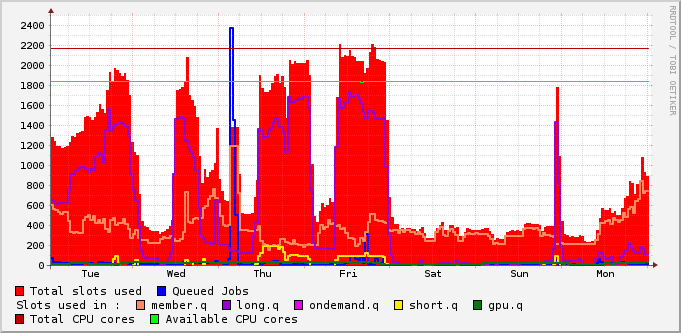 2400
2200
2000
1800
1600
1400
1200
1000
800
600
400
200
0
Tue Wed Thu Fri Sat Sun Mon
Total slots used Queued Jobs
Slots used in : member.q long.q ondemand.q short.q gpu.q
Total CPU cores Available CPU cores
RRDTOOL / TOBI OETIKER